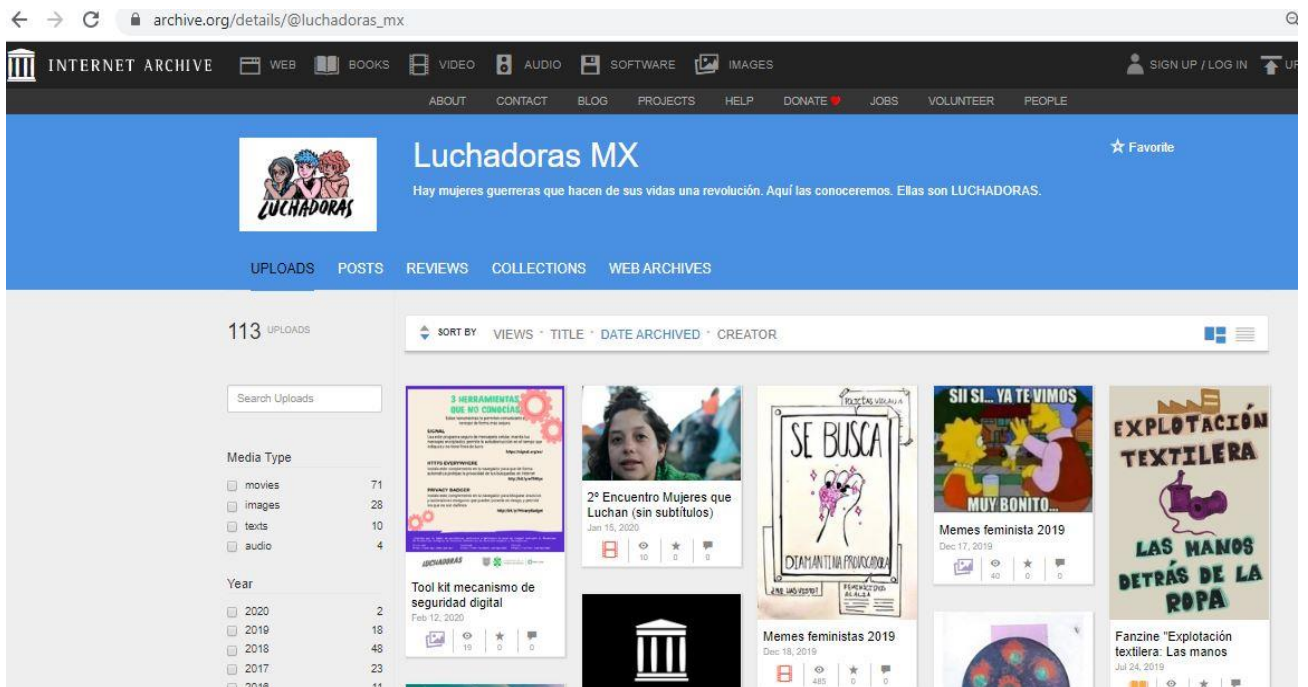 archive.org/details/@luchadoras_mx
INTERNET ARCHIVE
WEB
BOOKS
VIDEO
AUDIO
SOFTWARE
IMAGES
SIGN UP / LOG IN
UP
ABOUT
CONTACT
BLOG
PROJECTS
HELP
DONATE
JOBS
VOLUNTEER
PEOPLE
LUCHADORAS
Luchadoras MX
Favorite
Hay mujeres guerreras que hacen de sus vidas una revolución. Aquí las conoceremos. Ellas son LUCHADORAS.
UPLOADS
POSTS
REVIEWS
COLLECTIONS
WEB ARCHIVES
113 UPLOADS
SORT BY VIEWS · TITLE · DATE ARCHIVED · CREATOR
Search Uploads
Media Type
movies 71
images 28
texts 10
audio 4
Year
2020 2
2019 18
2018 48
2017 23
2016 11
3 HERRAMIENTAS
QUE NO CONOCÍAS
SIGNAL
HTTPS EVERYWHERE
PRIVACY BADGER
LUCHADORAS
Tool kit mecanismo de
seguridad digital
Feb 12, 2020
19 0 0
2º Encuentro Mujeres que
Luchan (sin subtítulos)
Jan 15, 2020
10 0 0
SE BUSCA
DIAMANTINA PROVOCADORA
Memes feministas 2019
Dec 18, 2019
485 0 0
SII SI... YA TE VIMOS
MUY BONITO...
Memes feminista 2019
Dec 17, 2019
40 0 0
EXPLOTACIÓN
TEXTILERA
LAS MANOS
DETRÁS DE LA
ROPA
Fanzine "Explotación
textilera: Las manos
Jul 24, 2019